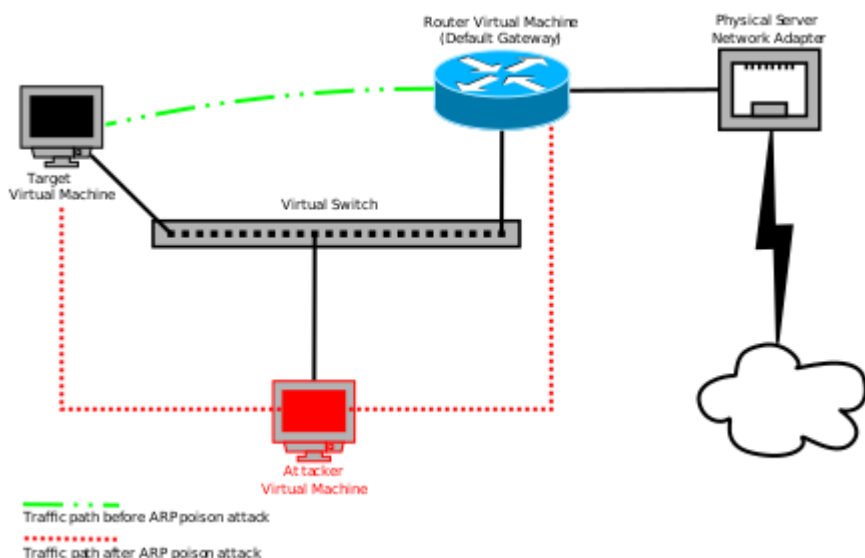 Router Virtual Machine
(Default Gateway)
Physical Server
Network Adapter
Target
Virtual Machine
Virtual Switch
Attacker
Virtual Machine
Traffic path before ARP poison attack
Traffic path after ARP poison attack